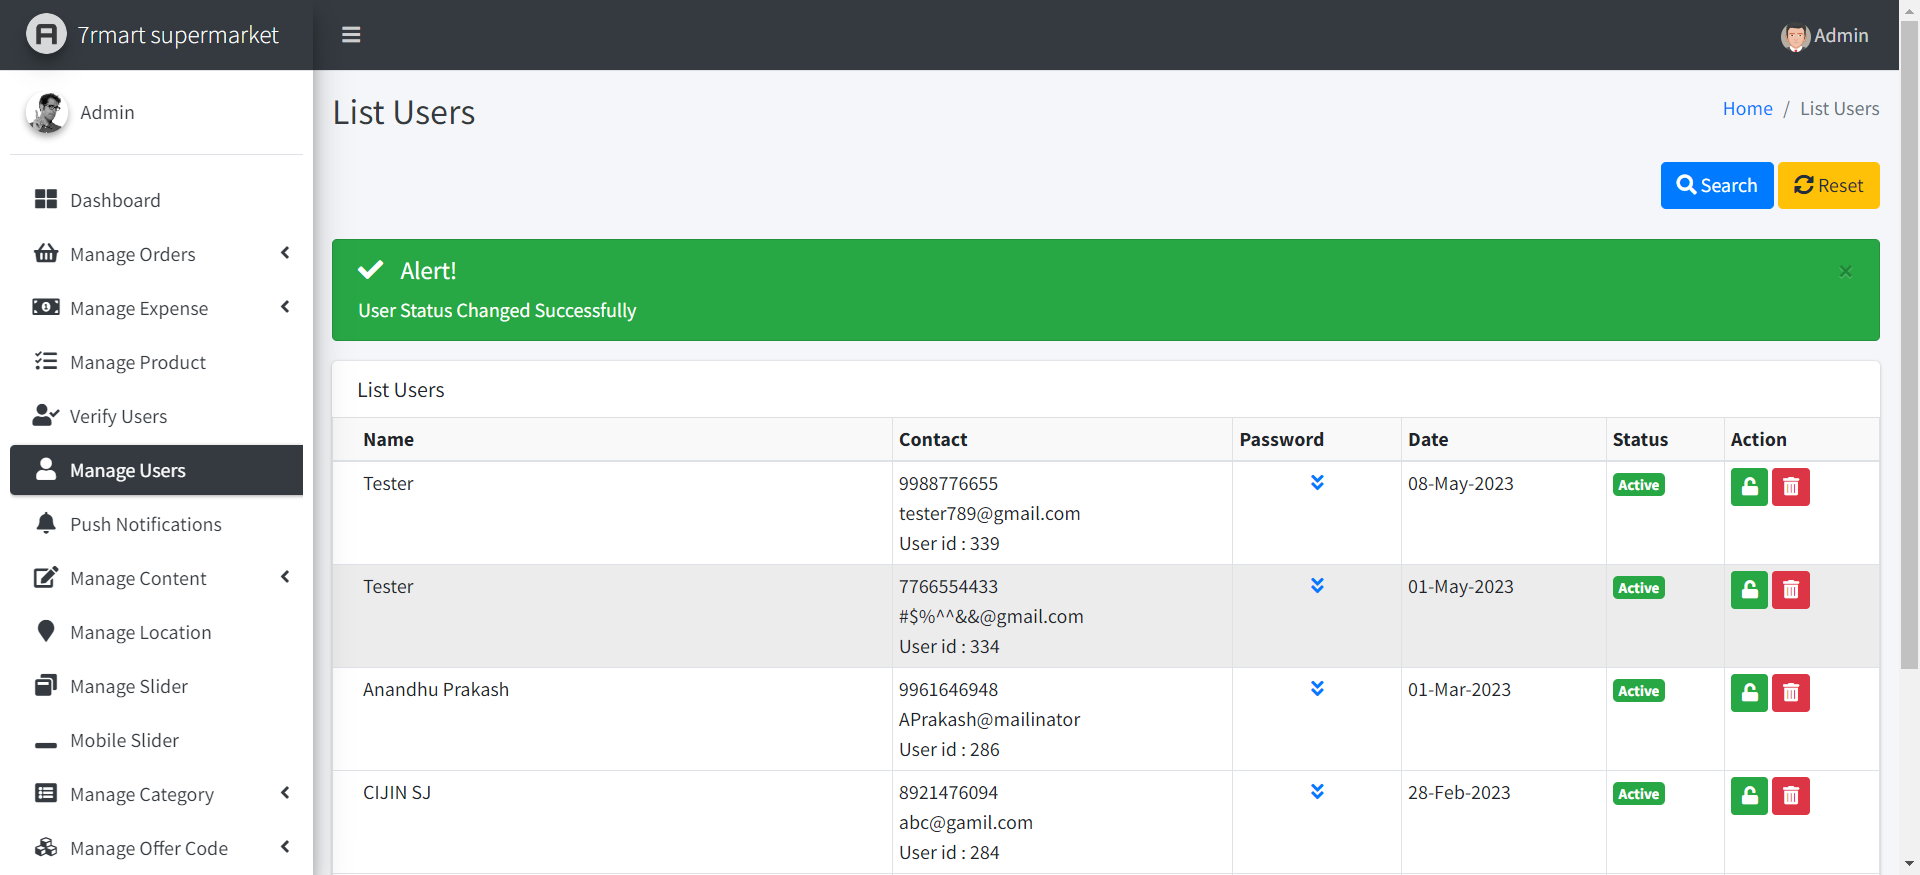 7rmart supermarket
Admin
Admin
Dashboard
Manage Orders
Manage Expense
Manage Product
Verify Users
Manage Users
Push Notifications
Manage Content
Manage Location
Manage Slider
Mobile Slider
Manage Category
Manage Offer Code
List Users
Home / List Users
Search
Reset
Alert!
×
User Status Changed Successfully
List Users
Name Contact Password Date Status Action
Tester 9988776655 08-May-2023 Active
tester789@gmail.com
User id : 339
Tester 7766554433 01-May-2023 Active
#$%^^&&@gmail.com
User id : 334
Anandhu Prakash 9961646948 01-Mar-2023 Active
APrakash@mailinator
User id : 286
CIJIN SJ 8921476094 28-Feb-2023 Active
abc@gamil.com
User id : 284